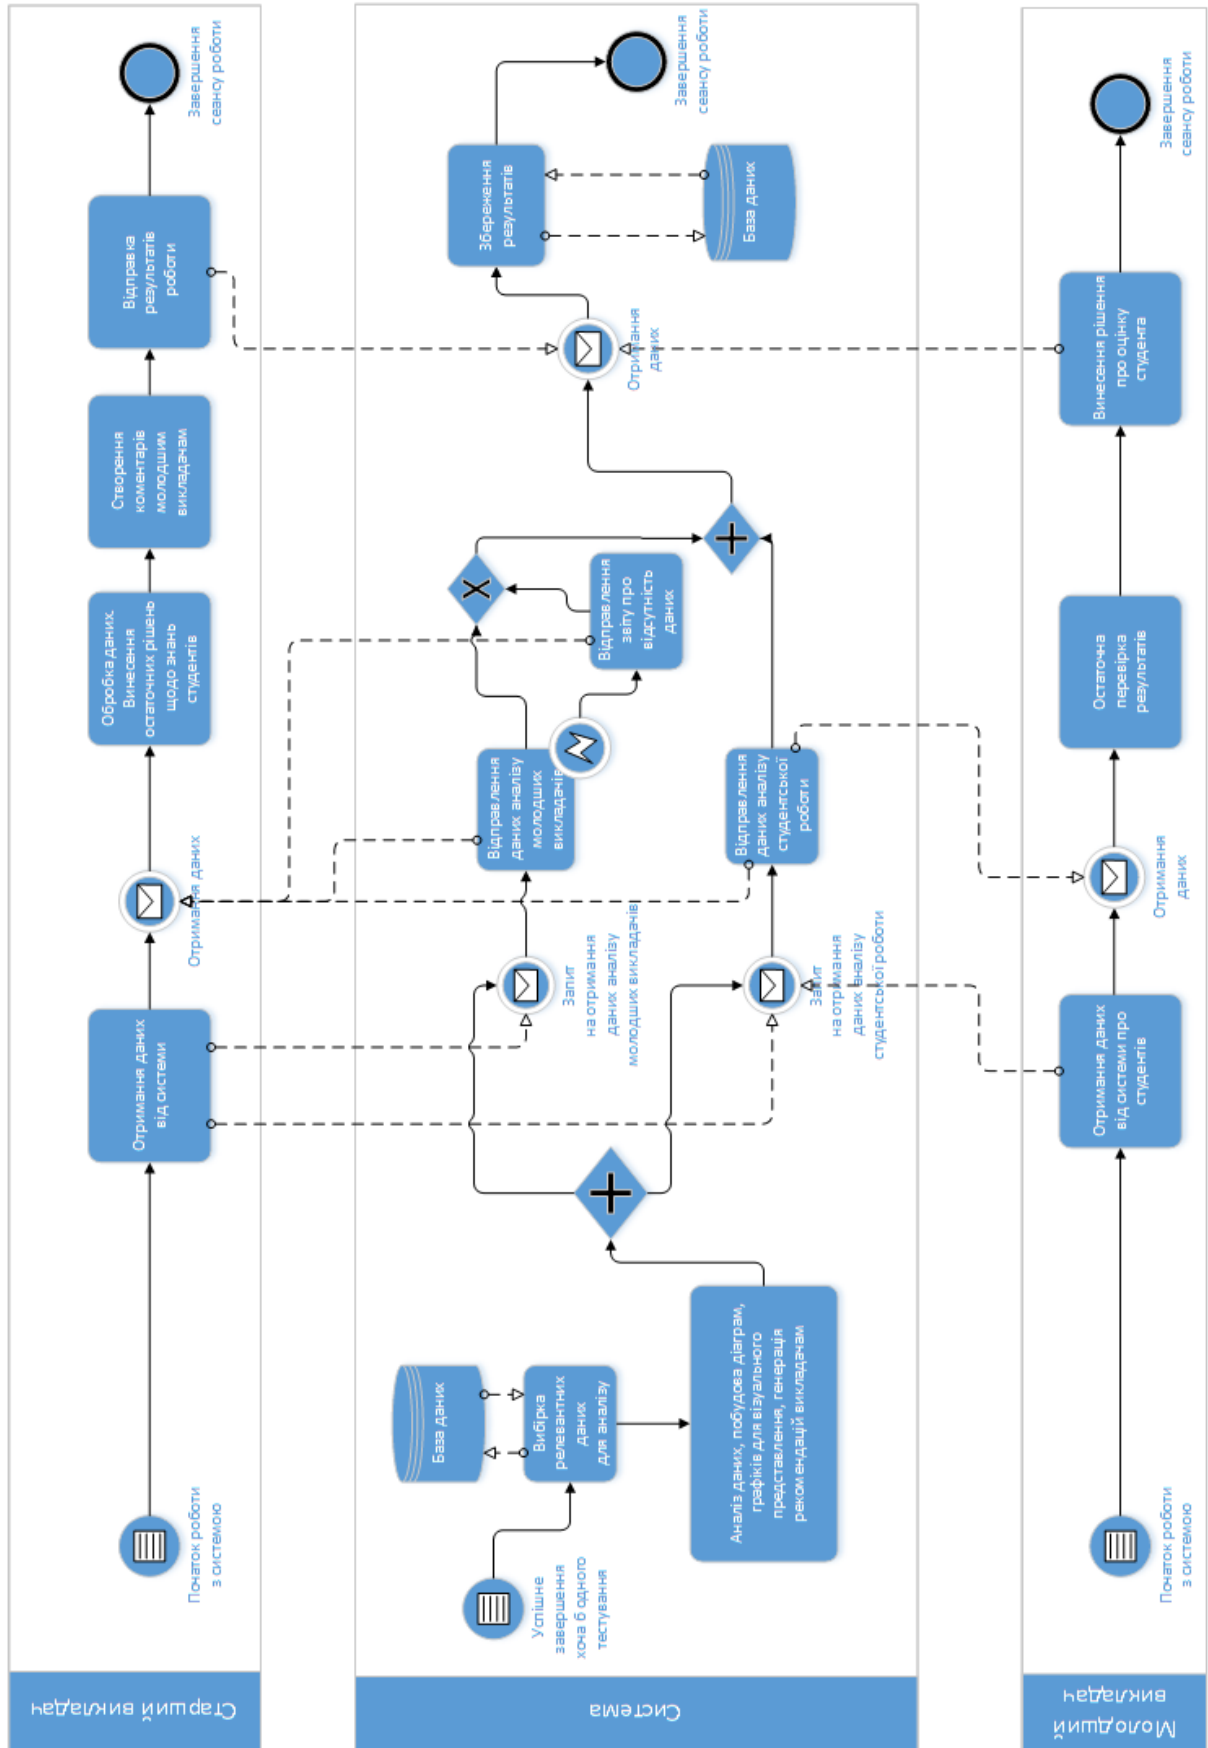 Старший викладач
Початок роботи
з системою
Отримання даних
від системи
Отримання даних
Обробка даних.
Винесення
остаточних рішень
щодо знань
студентів
Створення
коментарів
молодшим
викладачам
Відправка
результатів
роботи
Завершення
сеансу роботи
Система
Успішне
завершення
хоча б одного
тестування
База даних
Вибірка
релевантних
даних
для аналізу
Аналіз даних, побудова діаграм,
графіків для візуального
представлення, генерація
рекомендацій викладачам
Запит
на отримання
даних аналізу
молодших викладачів
Відправлення
даних аналізу
молодших
викладачів
Відправлення
звіту про
відсутність
даних
Запит
на отримання
даних аналізу
студентської роботи
Відправлення
даних аналізу
студентської
роботи
Отримання
даних
Збереження
результатів
База даних
Завершення
сеансу роботи
Молодший
викладач
Початок роботи
з системою
Отримання даних
від системи про
студентів
Отримання
даних
Остаточна
перевірка
результатів
Винесення рішення
про оцінку
студента
Завершення
сеансу роботи